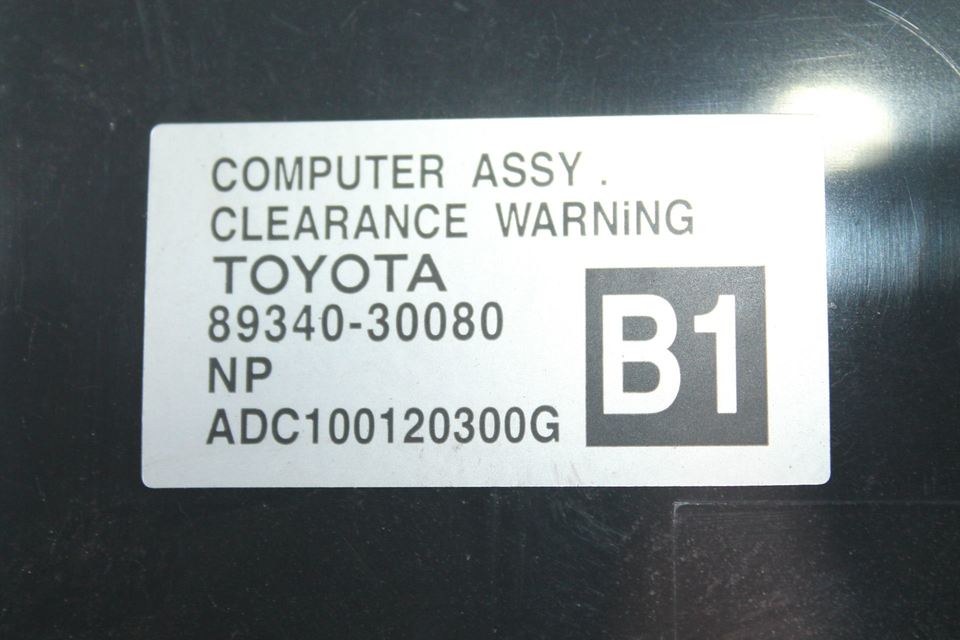 COMPUTER ASSY.
CLEARANCE WARNiNG
TOYOTA
89340-30080
NP
ADC100120300G
B1